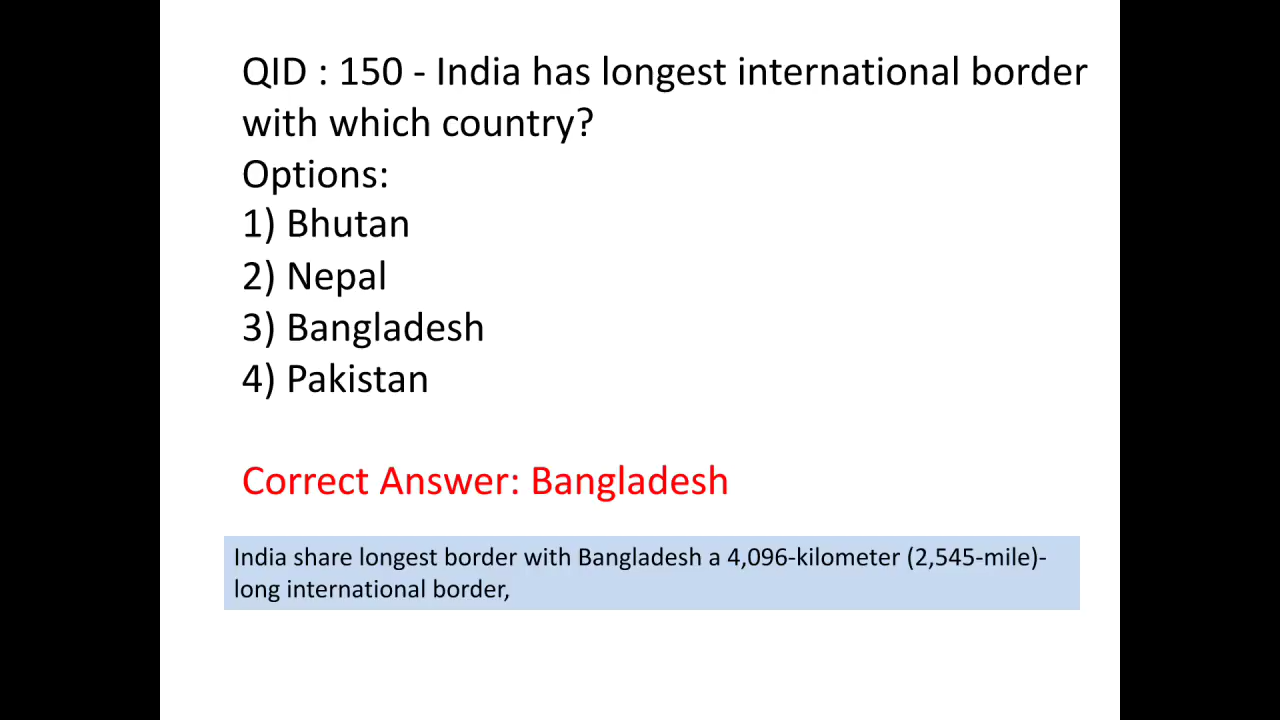 QID : 150 - India has longest international border
with which country?
Options:
1) Bhutan
2) Nepal
3) Bangladesh
4) Pakistan
Correct Answer: Bangladesh
India share longest border with Bangladesh a 4,096-kilometer (2,545-mile)-
long international border,